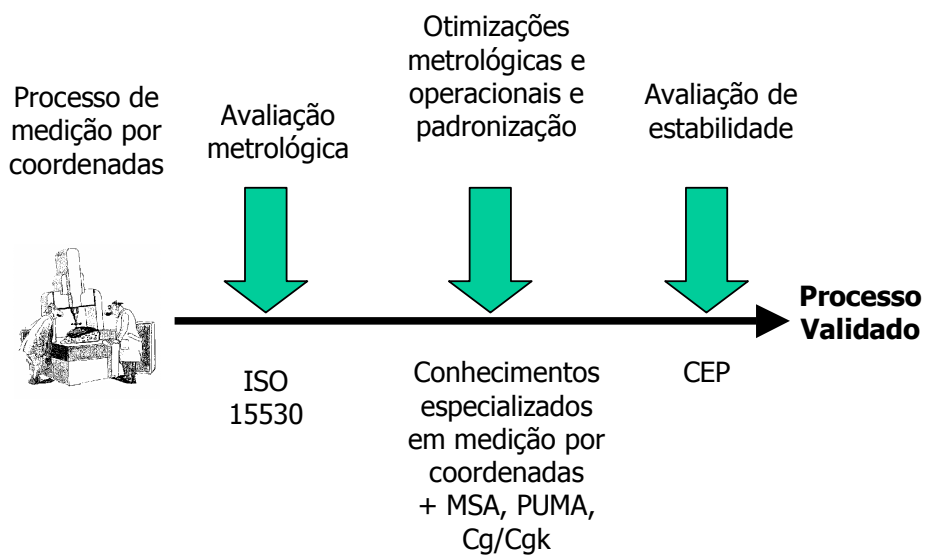 Processo de
medição por
coordenadas
Avaliação
metrológica
Otimizações
metrológicas e
operacionais e
padronização
Avaliação de
estabilidade
Processo
Validado
ISO
15530
Conhecimentos
especializados
em medição por
coordenadas
+ MSA, PUMA,
Cg/Cgk
CEP